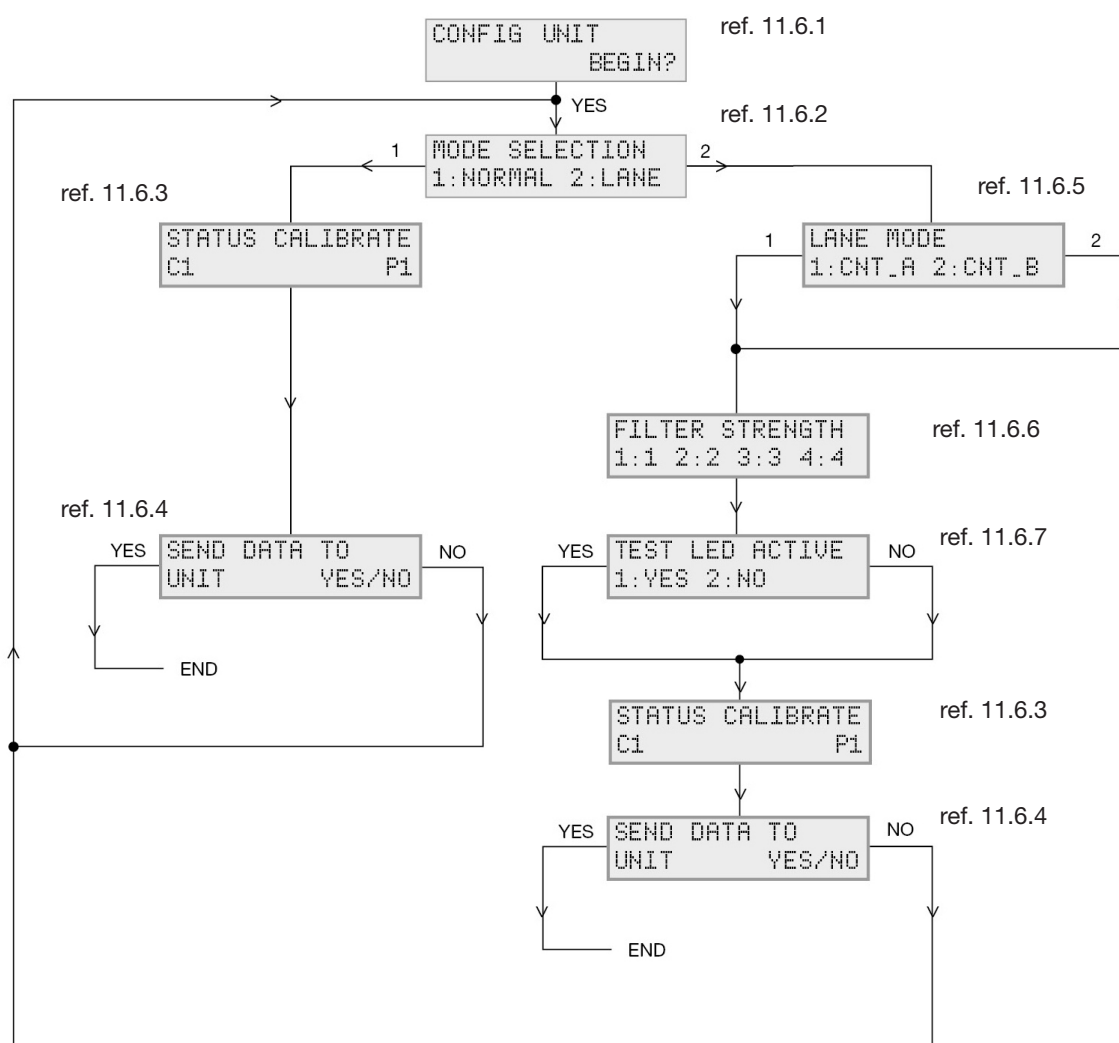 CONFIG UNIT
BEGIN?
ref. 11.6.1
YES
ref. 11.6.2
1
MODE SELECTION
1:NORMAL 2:LANE
2
ref. 11.6.3
STATUS CALIBRATE
C1 P1
ref. 11.6.5
1
LANE MODE
1:CNT_A 2:CNT_B
2
FILTER STRENGTH
1:1 2:2 3:3 4:4
ref. 11.6.6
ref. 11.6.4
YES
SEND DATA TO
UNIT YES/NO
NO
END
YES
TEST LED ACTIVE
1:YES 2:NO
NO
ref. 11.6.7
STATUS CALIBRATE
C1 P1
ref. 11.6.3
YES
SEND DATA TO
UNIT YES/NO
NO
ref. 11.6.4
END